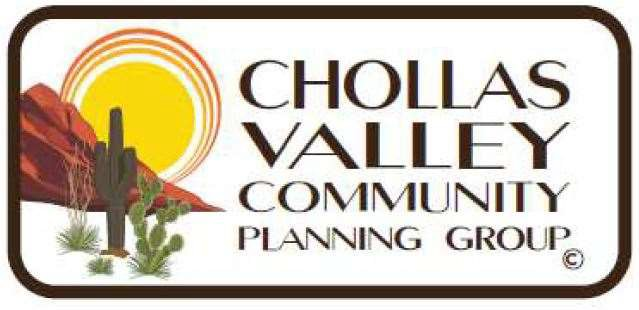 CHOLLAS
VALLEY
COMMUNITY
PLANNING GROUP
©